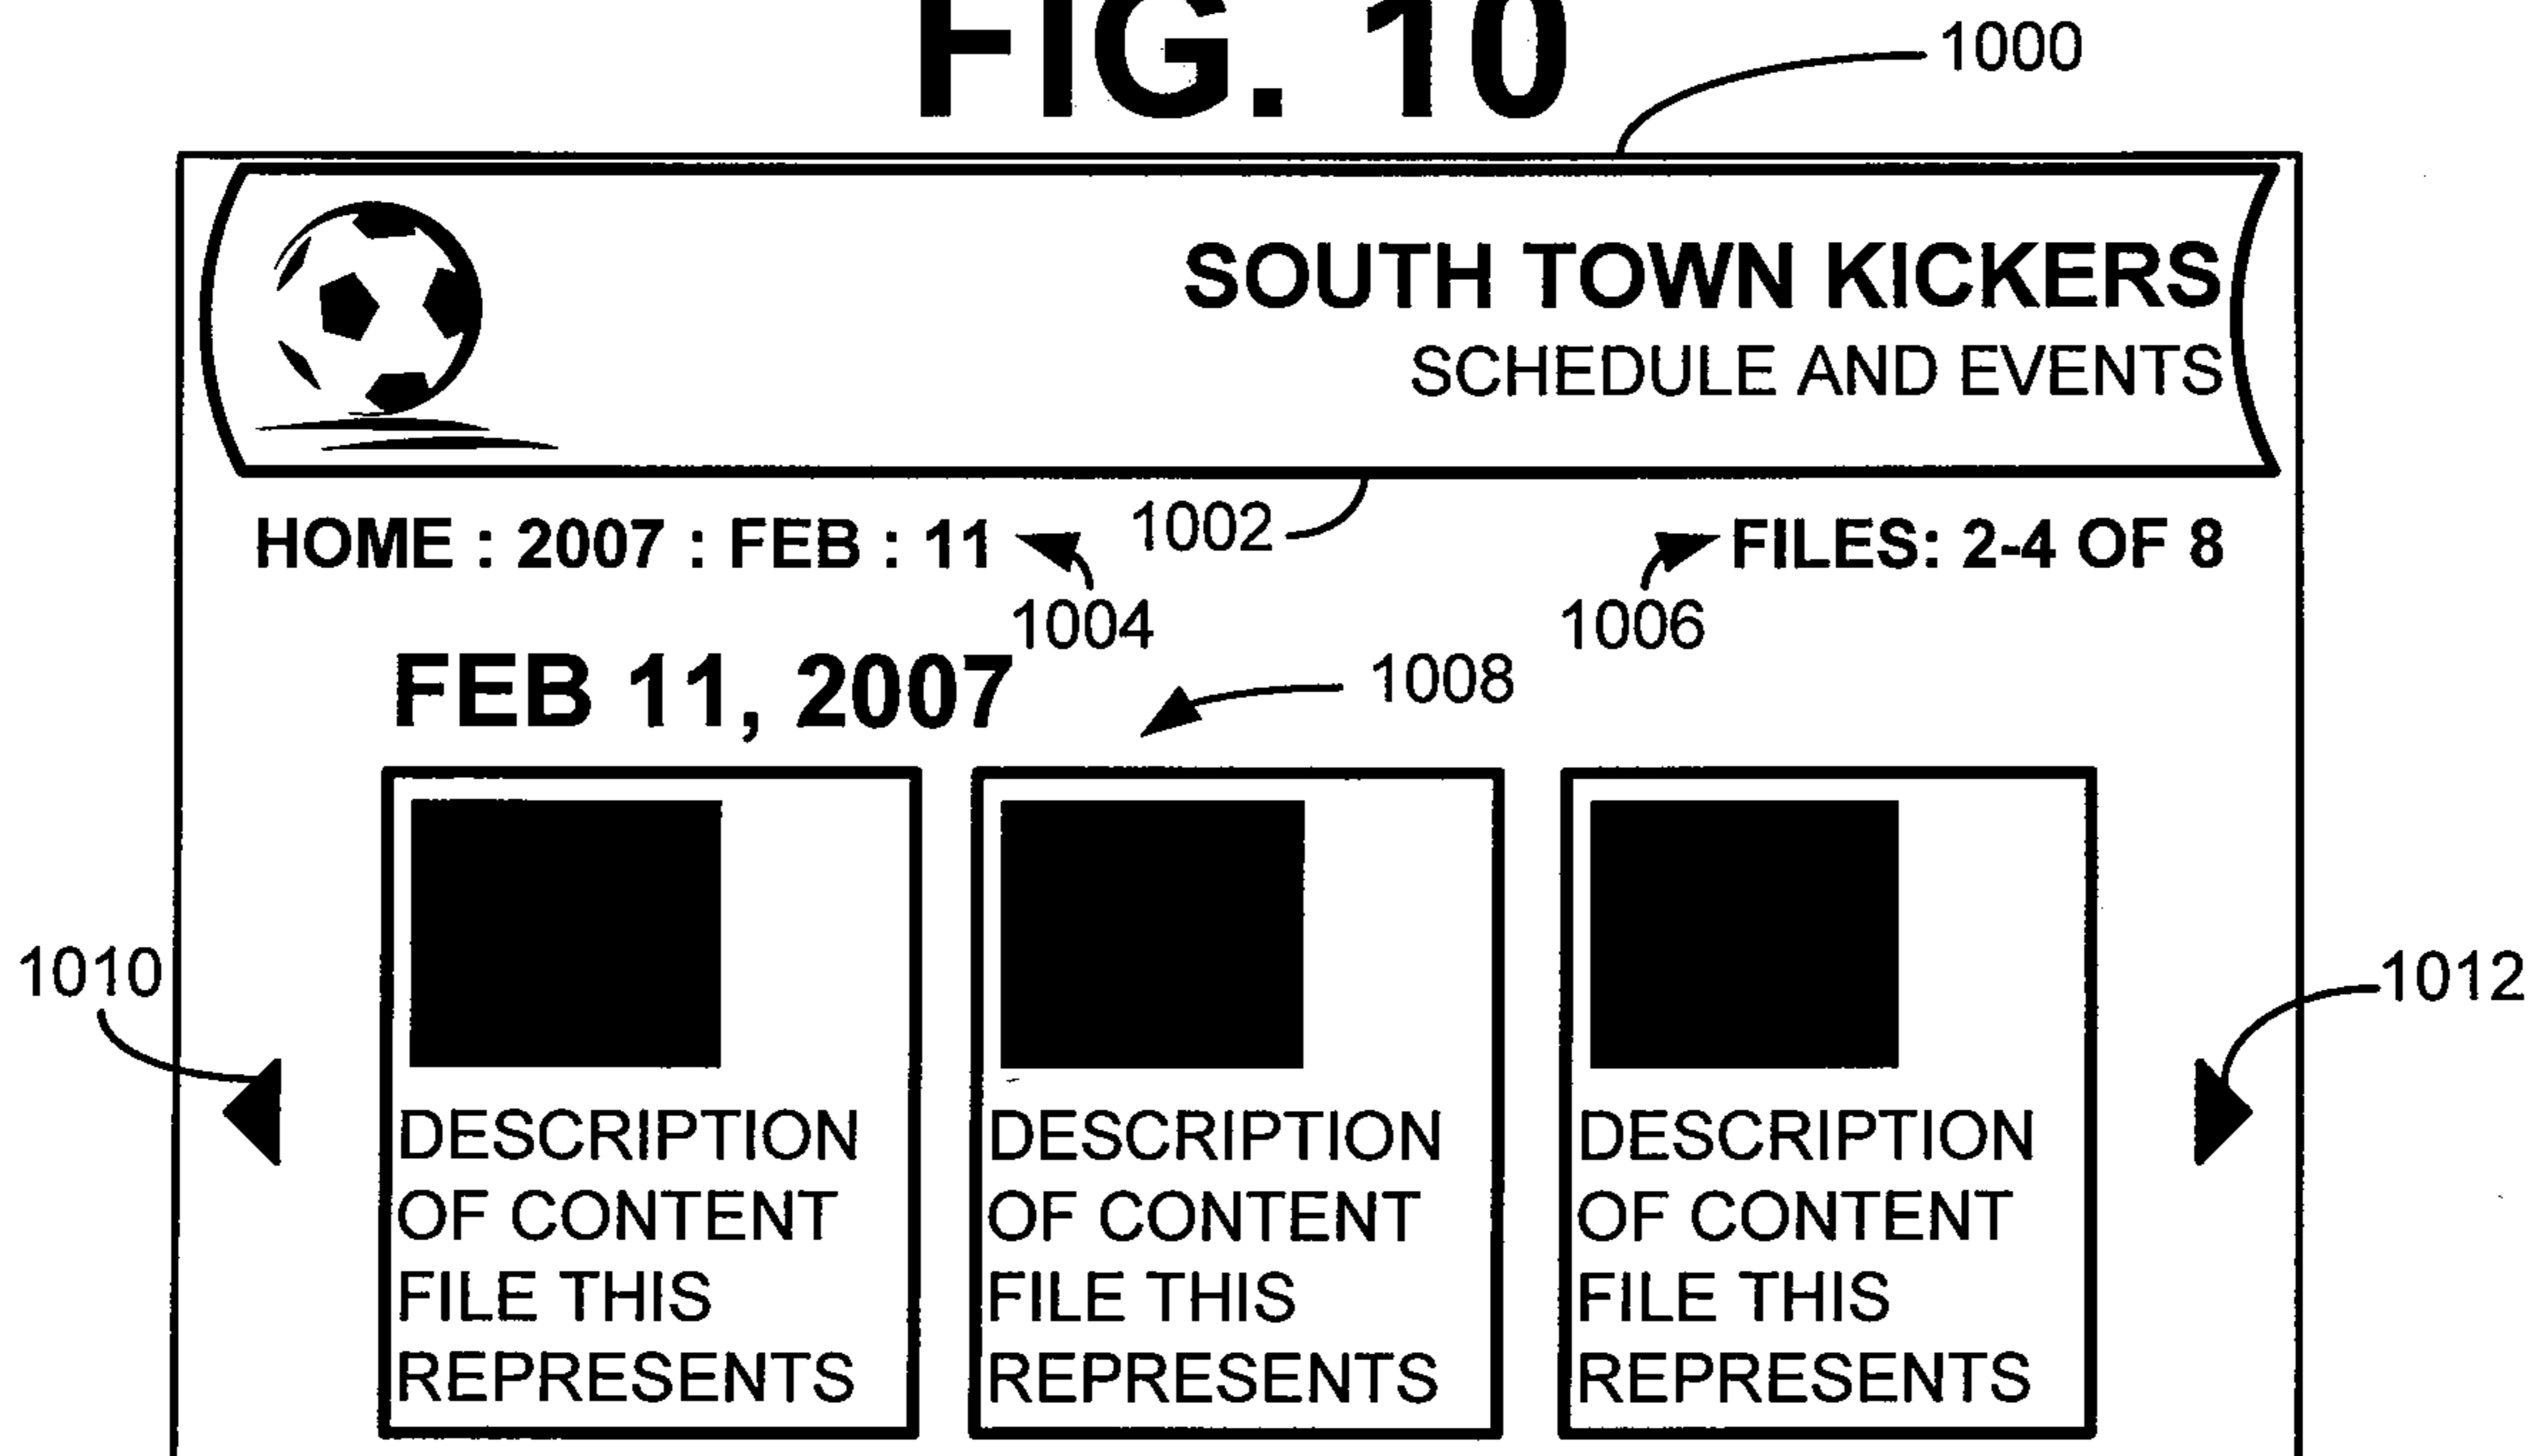 FIG. 10
1000
SOUTH TOWN KICKERS
SCHEDULE AND EVENTS
HOME : 2007 : FEB : 11
1002
FILES: 2-4 OF 8
1004
1006
FEB 11, 2007
1008
1010
1012
DESCRIPTION
OF CONTENT
FILE THIS
REPRESENTS
DESCRIPTION
OF CONTENT
FILE THIS
REPRESENTS
DESCRIPTION
OF CONTENT
FILE THIS
REPRESENTS